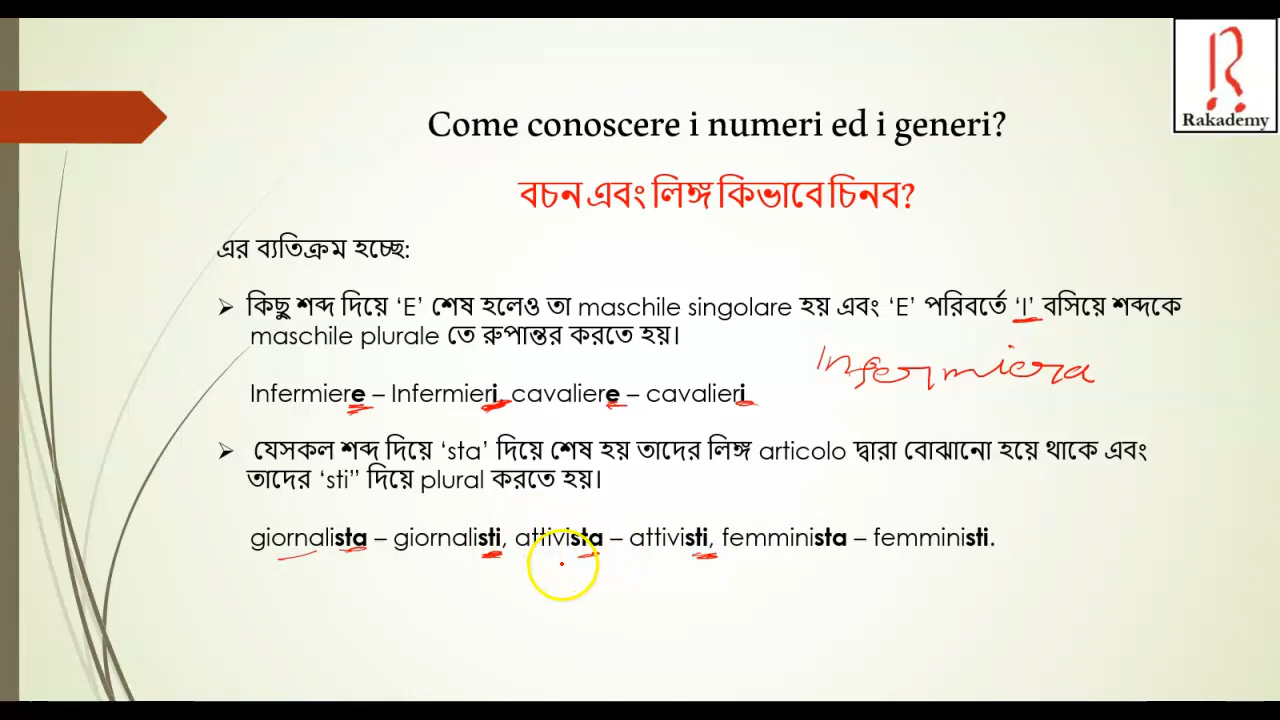 Rakademy
Come conoscere i numeri ed i generi?
বচন এবং লিঙ্গ কিভাবে চিনব?
এর ব্যতিক্রম হচ্ছে:
কিছু শব্দ দিয়ে ‘E’ শেষ হলেও তা maschile singolare হয় এবং ‘E’ পরিবর্তে ‘I’ বসিয়ে শব্দকে
maschile plurale তে রুপান্তর করতে হয়।
Infermiera
Infermiere – Infermieri, cavaliere – cavalieri
যেসকল শব্দ দিয়ে ‘sta’ দিয়ে শেষ হয় তাদের লিঙ্গ articolo দ্বারা বোঝানো হয়ে থাকে এবং
তাদের ‘sti” দিয়ে plural করতে হয়।
giornalista – giornalisti, attivista – attivisti, femminista – femministi.